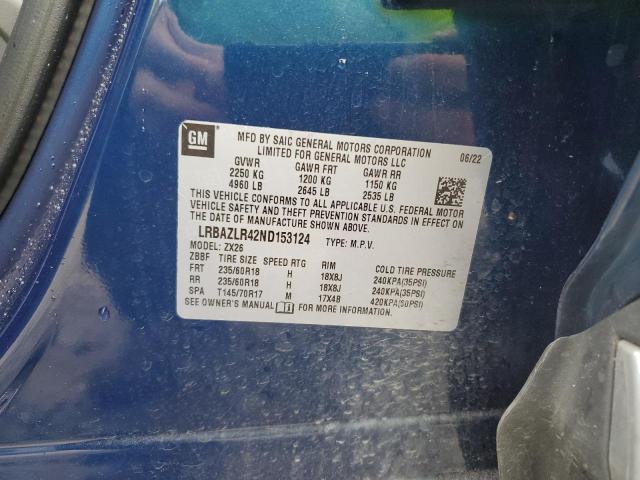 GM
MFD BY SAIC GENERAL MOTORS CORPORATION
LIMITED FOR GENERAL MOTORS LLC
06/22
GVWR GAWR FRT GAWR RR
2250 KG 1200 KG 1150 KG
4960 LB 2645 LB 2535 LB
THIS VEHICLE CONFORMS TO ALL APPLICABLE U.S. FEDERAL MOTOR
VEHICLE SAFETY AND THEFT PREVENTION STANDARDS IN EFFECT ON
THE DATE OF MANUFACTURE SHOWN ABOVE.
LRBAZLR42ND153124 TYPE: M.P.V.
MODEL: ZX26
ZBBF TIRE SIZE SPEED RTG RIM COLD TIRE PRESSURE
FRT 235/60R18 H 18X8J 240KPA(35PSI)
RR 235/60R18 H 18X8J 240KPA(35PSI)
SPA T145/70R17 M 17X4B 420KPA(60PSI)
SEE OWNER'S MANUAL FOR MORE INFORMATION.